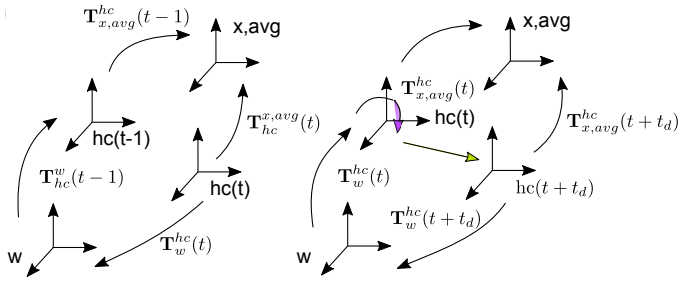 T^{hc}_{x,avg}(t − 1)
x,avg
hc(t-1)
T^{x,avg}_{hc}(t)
T^{w}_{hc}(t − 1)
hc(t)
w
T^{hc}_{w}(t)
x,avg
T^{hc}_{x,avg}(t)
hc(t)
T^{hc}_{x,avg}(t + t_d)
T^{hc}_{w}(t)
hc(t + t_d)
T^{hc}_{w}(t + t_d)
w